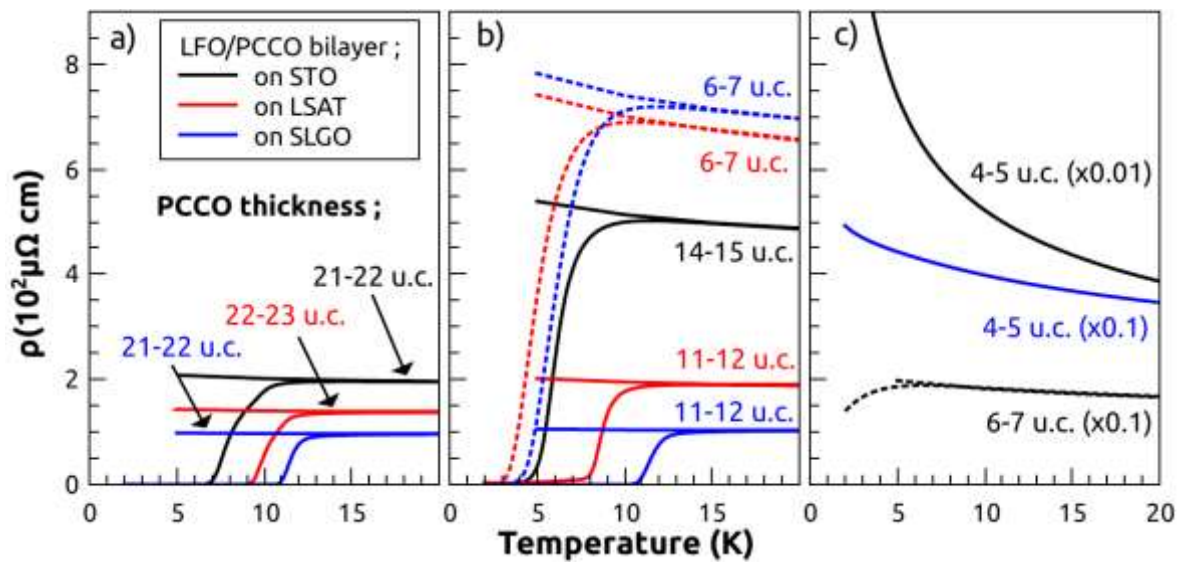 a)
LFO/PCCO bilayer ;
on STO
on LSAT
on SLGO
PCCO thickness ;
21-22 u.c.
22-23 u.c.
21-22 u.c.
b)
6-7 u.c.
6-7 u.c.
14-15 u.c.
11-12 u.c.
11-12 u.c.
c)
4-5 u.c. (x0.01)
4-5 u.c. (x0.1)
6-7 u.c. (x0.1)
ρ(10²μΩ cm)
8
6
4
2
0
0 5 10 15 0 5 10 15 0 5 10 15 20
Temperature (K)